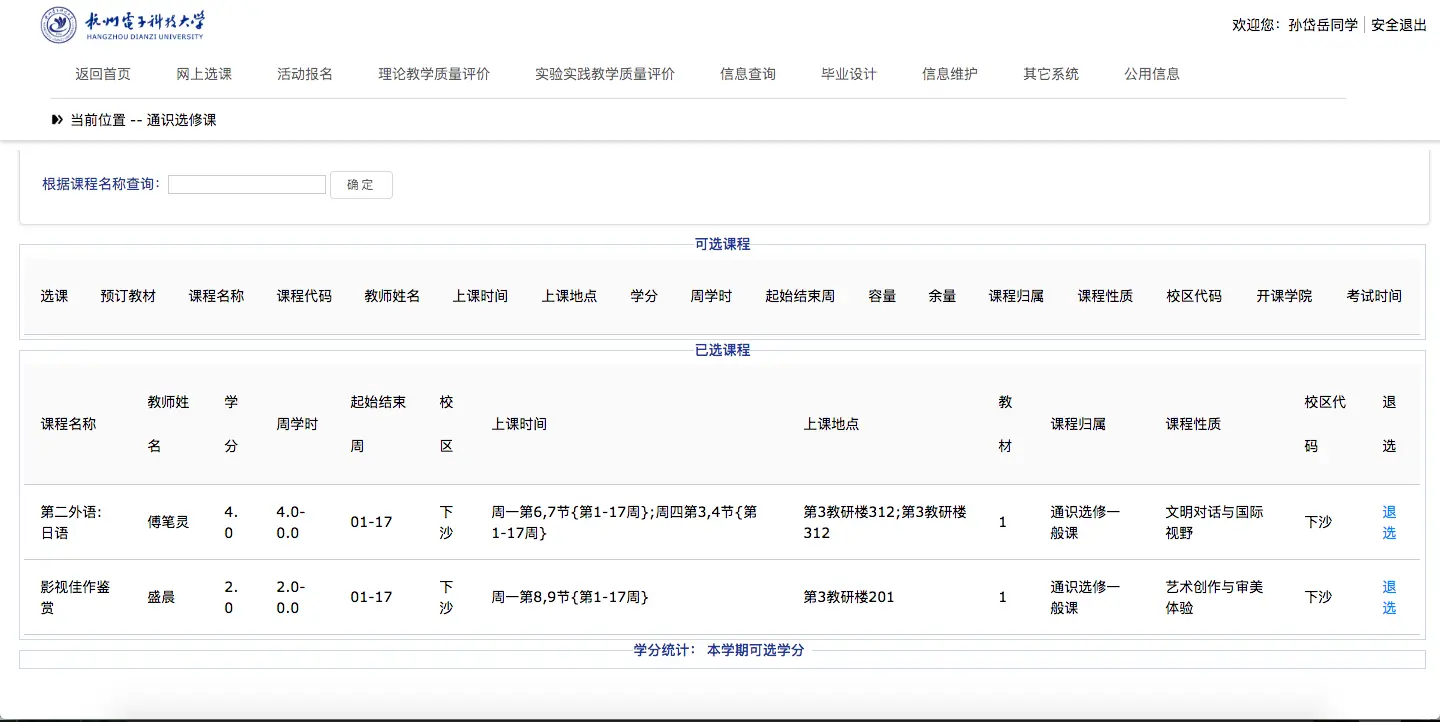 杭州电子科技大学
HANGZHOU DIANZI UNIVERSITY
欢迎您：孙岱岳同学 安全退出
返回首页 网上选课 活动报名 理论教学质量评价 实验实践教学质量评价 信息查询 毕业设计 信息维护 其它系统 公用信息
当前位置 -- 通识选修课
根据课程名称查询： 确 定
可选课程
选课 预订教材 课程名称 课程代码 教师姓名 上课时间 上课地点 学分 周学时 起始结束周 容量 余量 课程归属 课程性质 校区代码 开课学院 考试时间
已选课程
课程名称 教师姓名 学分 周学时 起始结束周 校区 上课时间 上课地点 教材 课程归属 课程性质 校区代码 退选
第二外语：日语 傅笔灵 4.0 4.0-0.0 01-17 下沙 周一第6,7节{第1-17周};周四第3,4节{第1-17周} 第3教研楼312;第3教研楼312 1 通识选修一般课 文明对话与国际视野 下沙 退选
影视佳作鉴赏 盛晨 2.0 2.0-0.0 01-17 下沙 周一第8,9节{第1-17周} 第3教研楼201 1 通识选修一般课 艺术创作与审美体验 下沙 退选
学分统计： 本学期可选学分